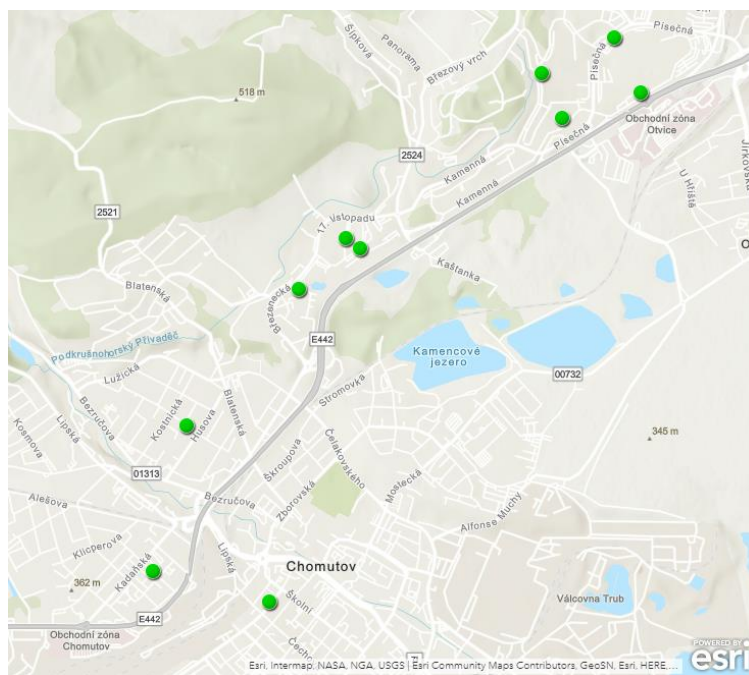 Písečná
Šípková
Panorama
Březový vrch
Písečná
518 m
Obchodní zóna
Otvice
Písečná
2524
Kamenná
Jirkovská
U Hřiště
Kamenná
2521
17. listopadu
Kaštanka
Blatenská
Březenecká
E442
Podkrušnohorský Přivaděč
Kamencové
jezero
Lužická
00732
Stromovka
Bezručova
Kostnická
Husova
Blatenská
Lipská
Kosmova
345 m
Škroupova
Čelakovského
01313
Mostecká
Zborovská
Bezručova
Alešova
Alfonse Muchy
Klicperova
Lipská
Chomutov
Kadaňská
362 m
Školní
Válcovna Trub
E442
Obchodní zóna
Chomutov
POWERED BY
esri
Esri, Intermap, NASA, NGA, USGS | Esri Community Maps Contributors, GeoSN, Esri, HERE,...